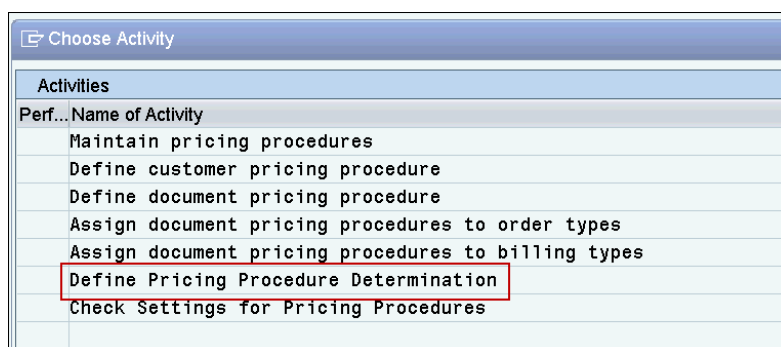 Choose Activity
Activities
Perf... Name of Activity
Maintain pricing procedures
Define customer pricing procedure
Define document pricing procedure
Assign document pricing procedures to order types
Assign document pricing procedures to billing types
Define Pricing Procedure Determination
Check Settings for Pricing Procedures